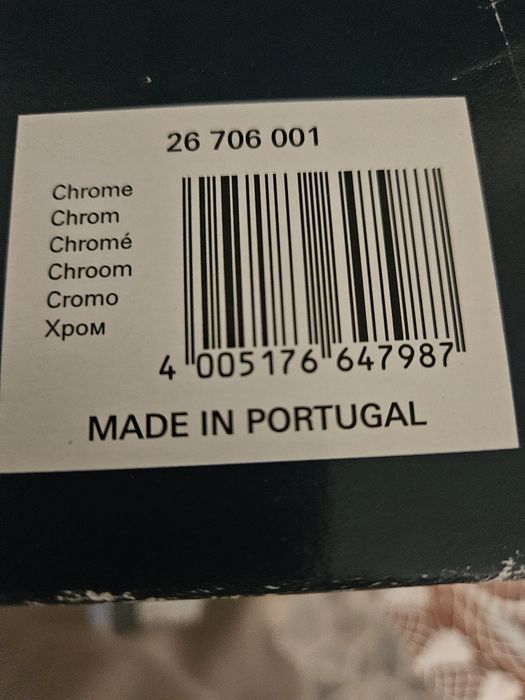 26 706 001
Chrome
Chrom
Chromé
Chroom
Cromo
Хром
4 005176 647987
MADE IN PORTUGAL